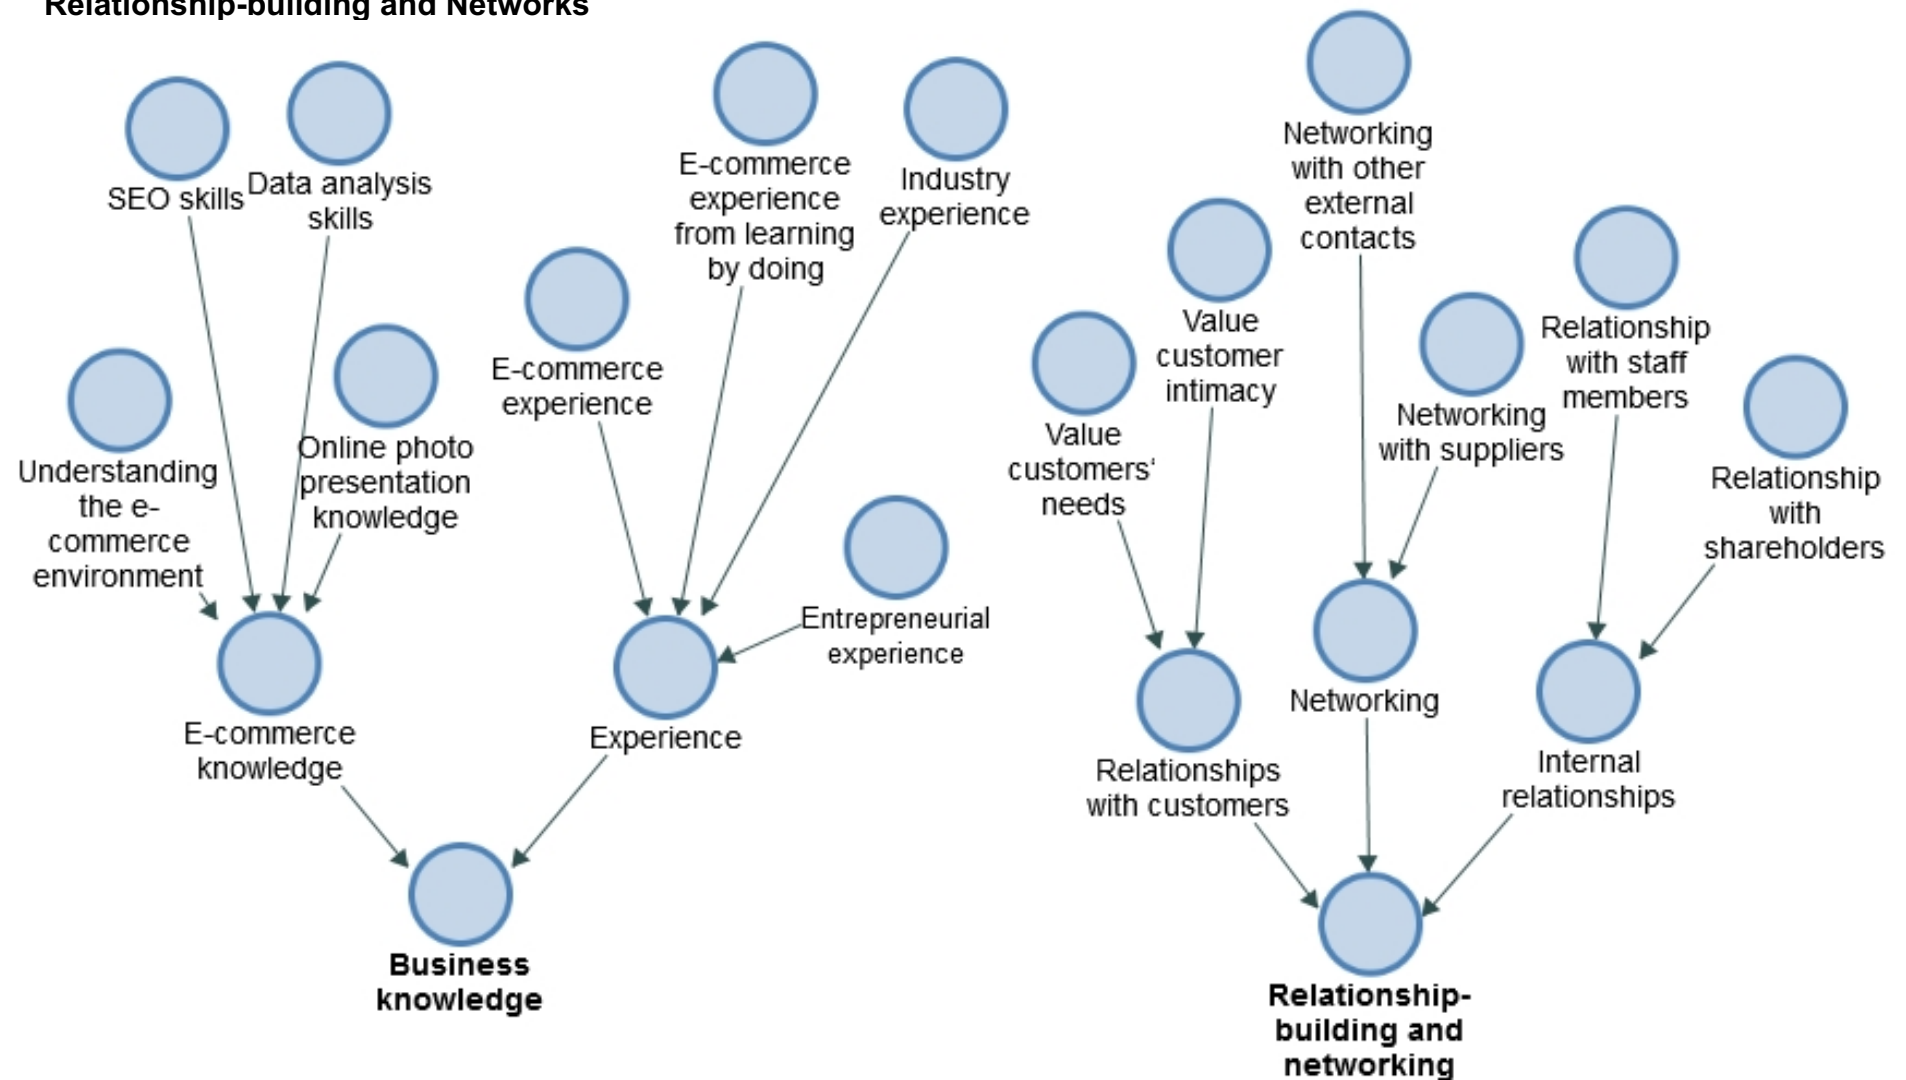 Relationship-building and Networks
SEO skills
Data analysis
skills
E-commerce
experience
from learning
by doing
Industry
experience
Networking
with other
external
contacts
E-commerce
experience
Value
customer
intimacy
Relationship
with staff
members
Understanding
the e-
commerce
environment
Online photo
presentation
knowledge
Value
customers'
needs
Networking
with suppliers
Relationship
with
shareholders
Entrepreneurial
experience
E-commerce
knowledge
Experience
Relationships
with customers
Networking
Internal
relationships
Business
knowledge
Relationship-
building and
networking